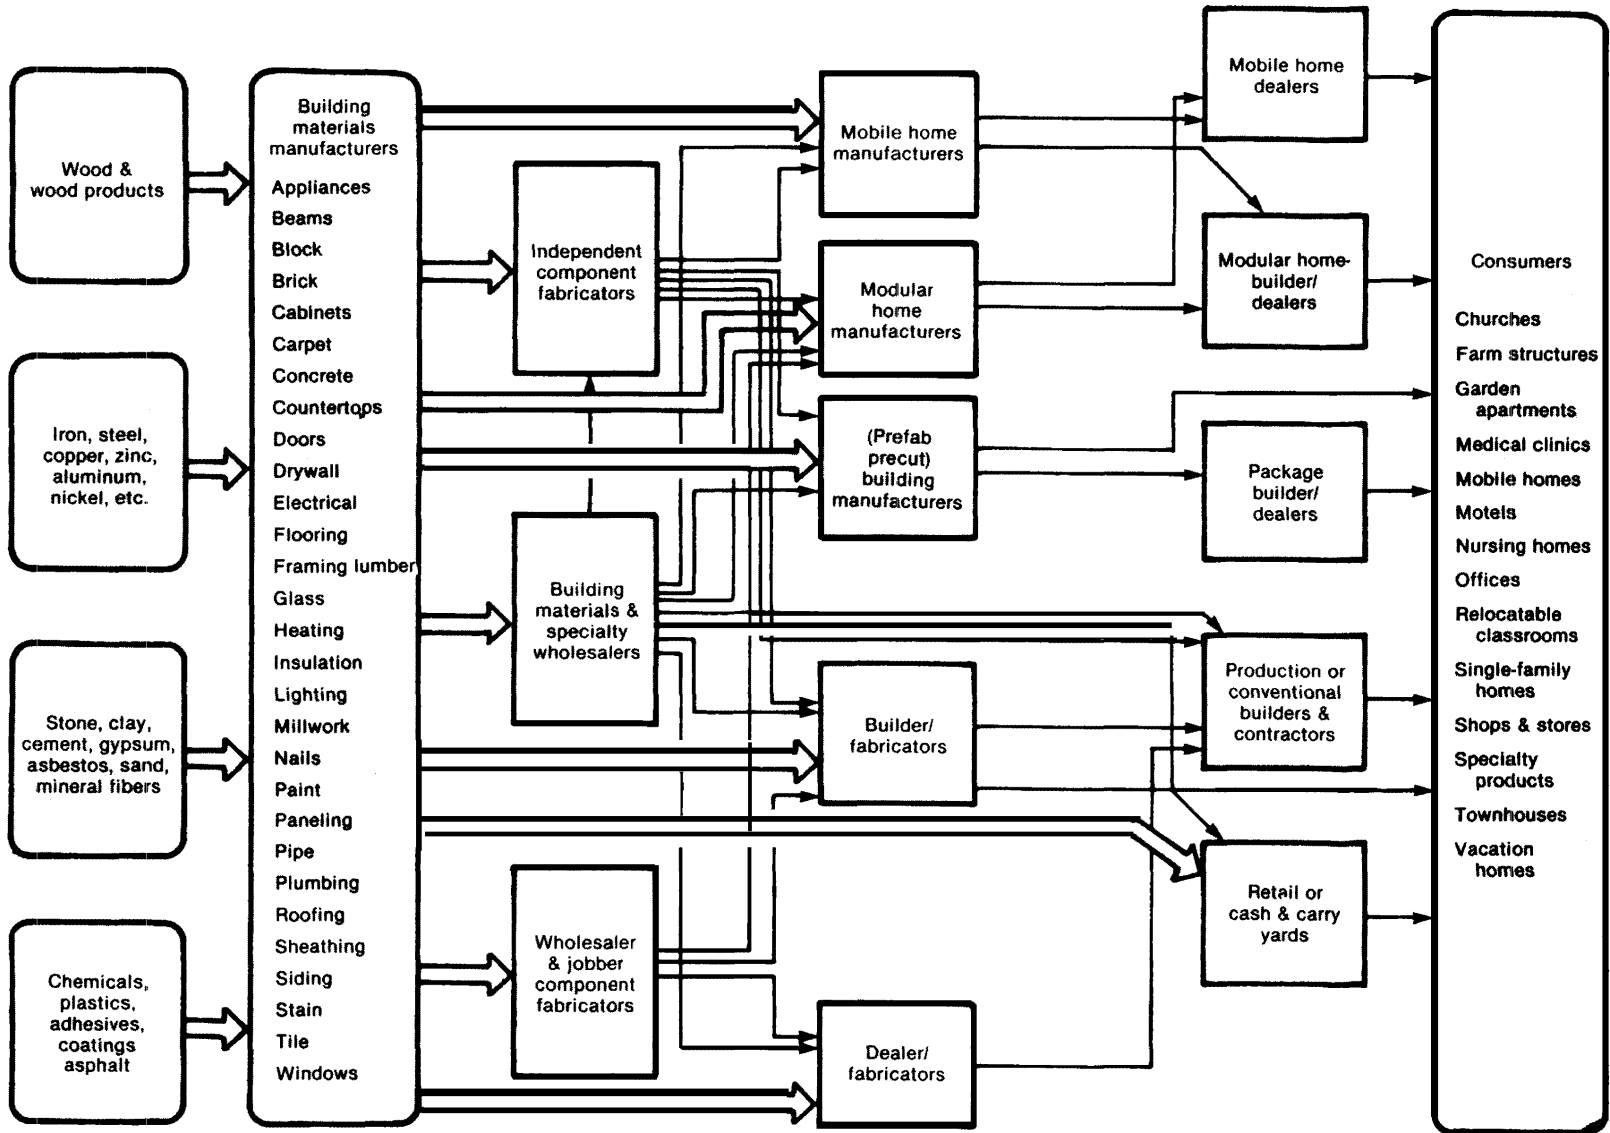 Wood &
wood products
Iron, steel,
copper, zinc,
aluminum,
nickel, etc.
Stone, clay,
cement, gypsum,
asbestos, sand,
mineral fibers
Chemicals,
plastics,
adhesives,
coatings
asphalt
Building
materials
manufacturers
Appliances
Beams
Block
Brick
Cabinets
Carpet
Concrete
Countertops
Doors
Drywall
Electrical
Flooring
Framing lumber
Glass
Heating
Insulation
Lighting
Millwork
Nails
Paint
Paneling
Pipe
Plumbing
Roofing
Sheathing
Siding
Stain
Tile
Windows
Independent
component
fabricators
Building
materials &
specialty
wholesalers
Wholesaler
& jobber
component
fabricators
Mobile home
manufacturers
Modular
home
manufacturers
(Prefab
precut)
building
manufacturers
Builder/
fabricators
Dealer/
fabricators
Mobile home
dealers
Modular home-
builder/
dealers
Package
builder/
dealers
Production or
conventional
builders &
contractors
Retail or
cash & carry
yards
Consumers
Churches
Farm structures
Garden
apartments
Medical clinics
Mobile homes
Motels
Nursing homes
Offices
Relocatable
classrooms
Single-family
homes
Shops & stores
Specialty
products
Townhouses
Vacation
homes